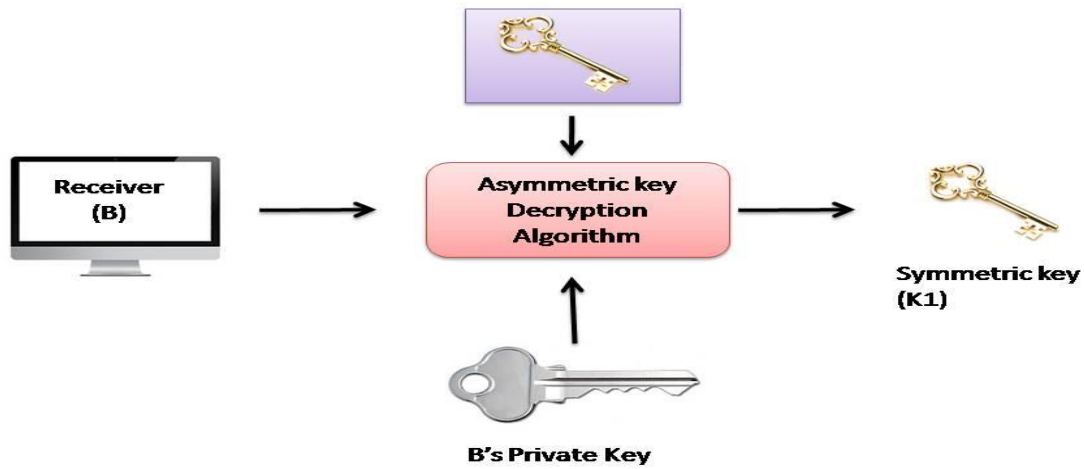 Receiver
(B)
Asymmetric key
Decryption
Algorithm
Symmetric key
(K1)
B's Private Key